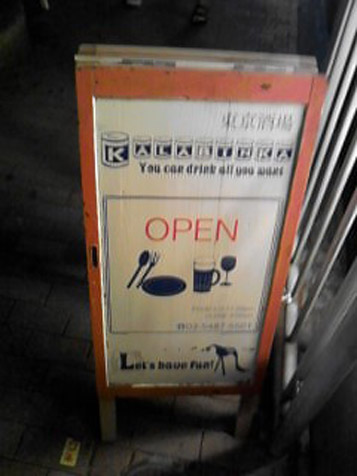 東京酒場
KALABINKA
You can drink all you want
OPEN
Let's have fun!